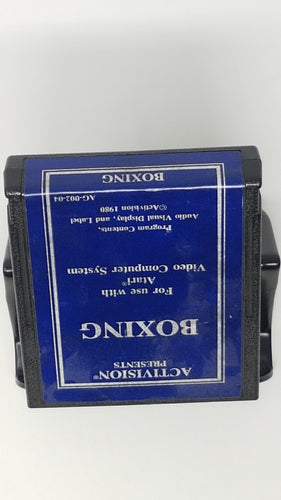 ACTIVISION®
PRESENTS
BOXING
For use with
Atari®
Video Computer System
Program Contents,
Audio Visual Display, and Label
©Activision 1980
AG-002-04
BOXING